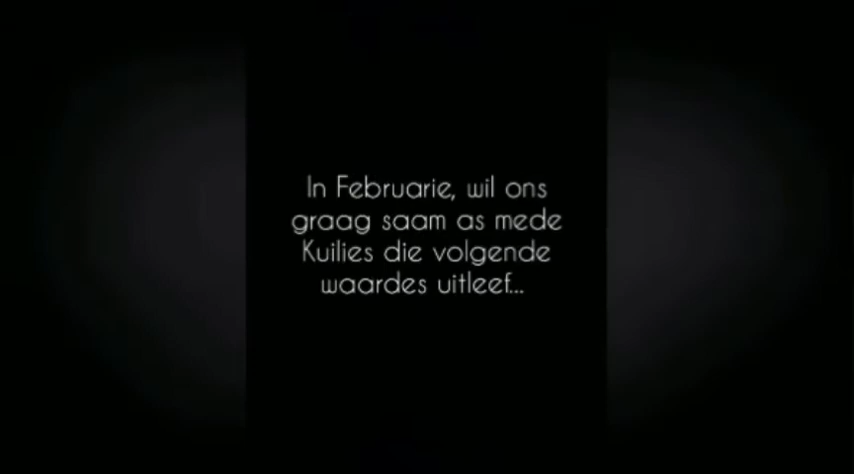 In Februarie, wil ons
graag saam as mede
Kuilies die volgende
waardes uitleef...